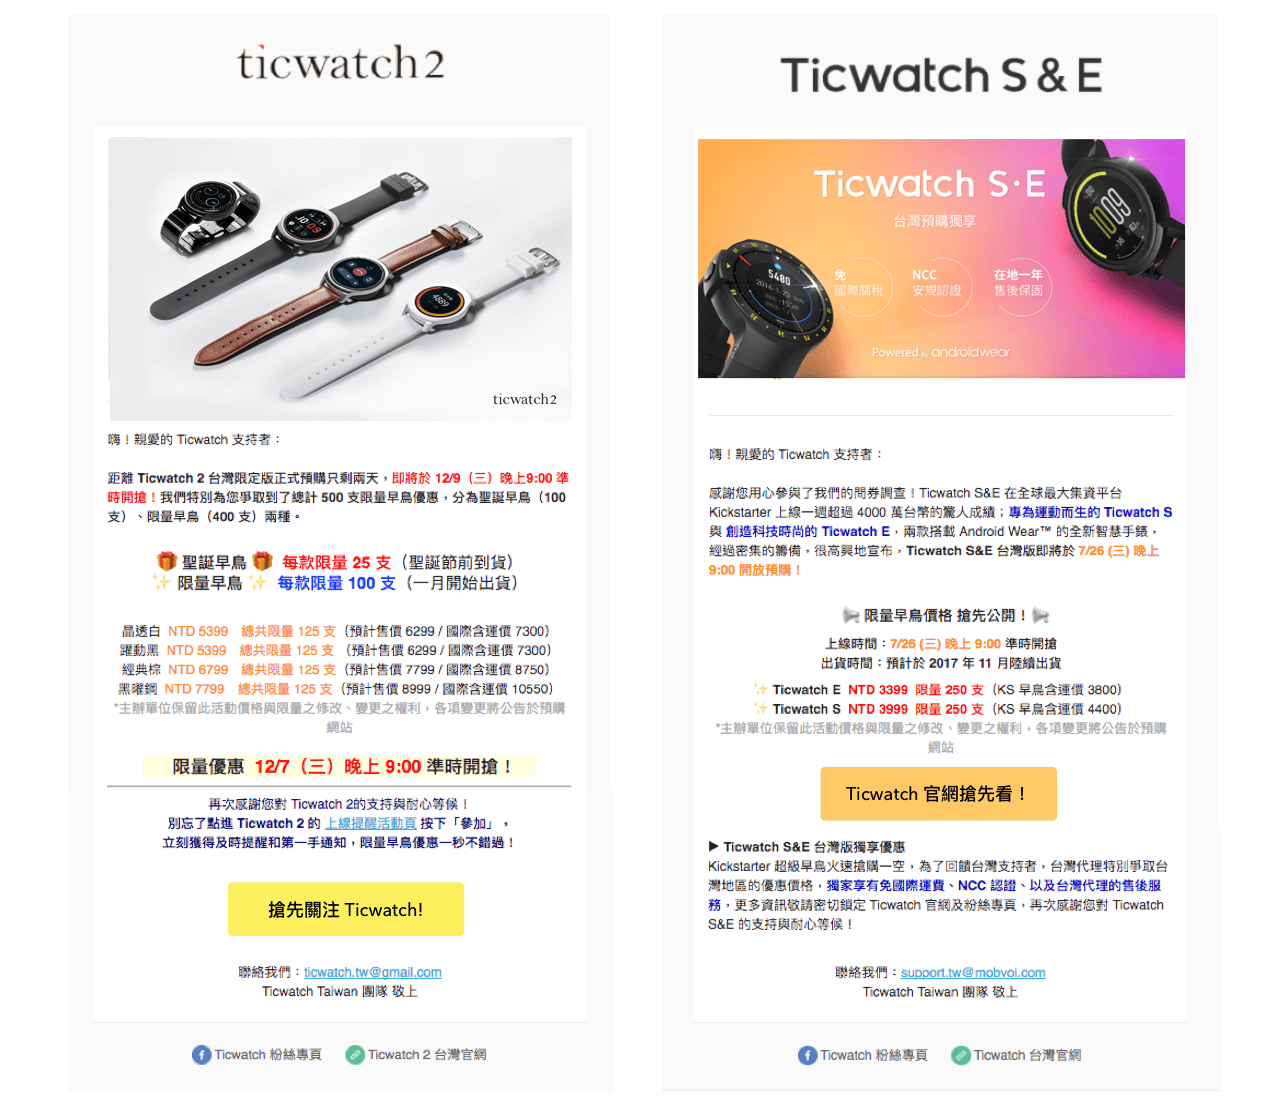 ticwatch2
ticwatch2
嗨！親愛的 Ticwatch 支持者：
距離 Ticwatch 2 台灣限定版正式預購只剩兩天，即將於 12/9（三）晚上9:00 準
時開搶！我們特別為您爭取到了總計 500 支限量早鳥優惠，分為聖誕早鳥（100
支）、限量早鳥（400 支）兩種。
🎁 聖誕早鳥 🎁 每款限量 25 支（聖誕節前到貨）
✨ 限量早鳥 ✨ 每款限量 100 支（一月開始出貨）
晶透白 NTD 5399 總共限量 125 支（預計售價 6299 / 國際含運價 7300）
躍動黑 NTD 5399 總共限量 125 支（預計售價 6299 / 國際含運價 7300）
經典棕 NTD 6799 總共限量 125 支（預計售價 7799 / 國際含運價 8750）
黑曜鋼 NTD 7799 總共限量 125 支（預計售價 8999 / 國際含運價 10550）
*主辦單位保留此活動價格與限量之修改、變更之權利，各項變更將公告於預購
網站
限量優惠 12/7（三）晚上 9:00 準時開搶！
再次感謝您對 Ticwatch 2的支持與耐心等候！
別忘了點進 Ticwatch 2 的 上線提醒活動頁 按下「參加」，
立刻獲得及時提醒和第一手通知，限量早鳥優惠一秒不錯過！
搶先關注 Ticwatch!
聯絡我們：ticwatch.tw@gmail.com
Ticwatch Taiwan 團隊 敬上
Ticwatch 粉絲專頁 Ticwatch 2 台灣官網
Ticwatch S & E
Ticwatch S·E
台灣預購獨享
免
國際關稅
NCC
安規認證
在地一年
售後保固
5480
10:09
Powered by androidwear
嗨！親愛的 Ticwatch 支持者：
感謝您用心參與了我們的問券調查！Ticwatch S&E 在全球最大集資平台
Kickstarter 上線一週超過 4000 萬台幣的驚人成績；專為運動而生的 Ticwatch S
與 創造科技時尚的 Ticwatch E，兩款搭載 Android Wear™ 的全新智慧手錶，
經過密集的籌備，很高興地宣布，Ticwatch S&E 台灣版即將於 7/26 (三) 晚上
9:00 開放預購！
📢 限量早鳥價格 搶先公開！📢
上線時間：7/26 (三) 晚上 9:00 準時開搶
出貨時間：預計於 2017 年 11 月陸續出貨
✨ Ticwatch E NTD 3399 限量 250 支（KS 早鳥含運價 3800）
✨ Ticwatch S NTD 3999 限量 250 支（KS 早鳥含運價 4400）
*主辦單位保留此活動價格與限量之修改、變更之權利，各項變更將公告於預購
網站
Ticwatch 官網搶先看！
▶ Ticwatch S&E 台灣版獨享優惠
Kickstarter 超級早鳥火速搶購一空，為了回饋台灣支持者，台灣代理特別爭取台
灣地區的優惠價格，獨家享有免國際運費、NCC 認證、以及台灣代理的售後服
務，更多資訊敬請密切鎖定 Ticwatch 官網及粉絲專頁，再次感謝您對 Ticwatch
S&E 的支持與耐心等候！
聯絡我們：support.tw@mobvoi.com
Ticwatch Taiwan 團隊 敬上
Ticwatch 粉絲專頁 Ticwatch 台灣官網